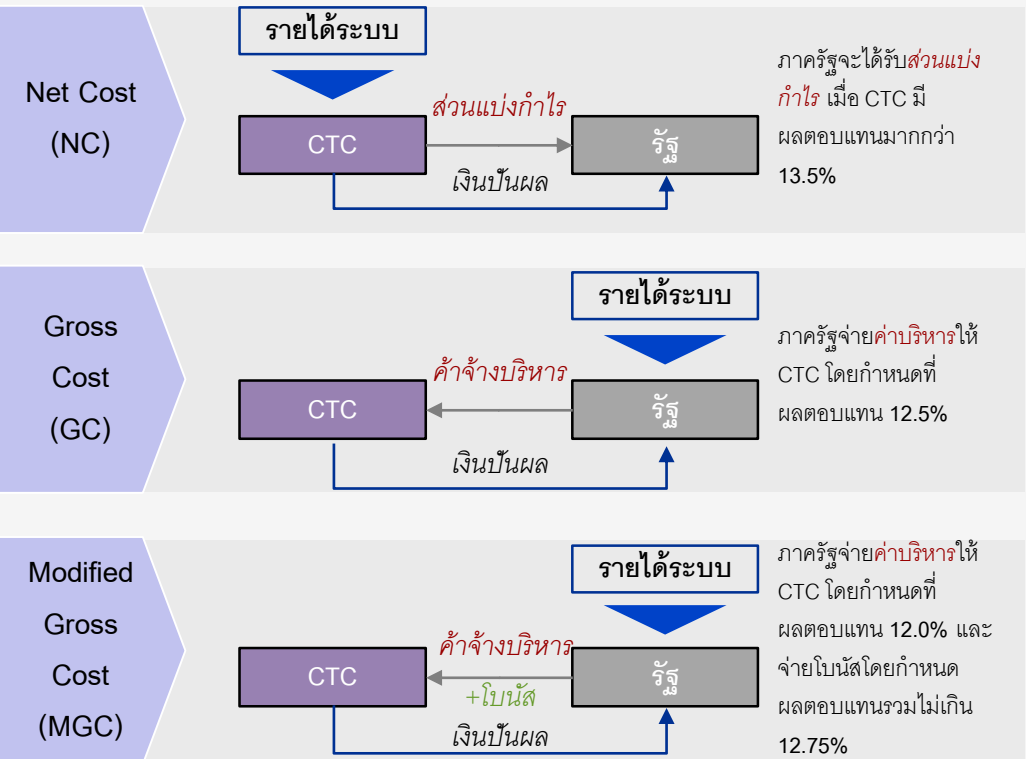 Net Cost
(NC)
รายได้ระบบ
CTC
ส่วนแบ่งกำไร
รัฐ
เงินปันผล
ภาครัฐจะได้รับส่วนแบ่ง
กำไร เมื่อ CTC มี
ผลตอบแทนมากกว่า
13.5%
Gross
Cost
(GC)
รายได้ระบบ
CTC
ค้าจ้างบริหาร
รัฐ
เงินปันผล
ภาครัฐจ่ายค่าบริหารให้
CTC โดยกำหนดที่
ผลตอบแทน 12.5%
Modified
Gross
Cost
(MGC)
รายได้ระบบ
CTC
ค้าจ้างบริหาร
+โบนัส
รัฐ
เงินปันผล
ภาครัฐจ่ายค่าบริหารให้
CTC โดยกำหนดที่
ผลตอบแทน 12.0% และ
จ่ายโบนัสโดยกำหนด
ผลตอบแทนรวมไม่เกิน
12.75%